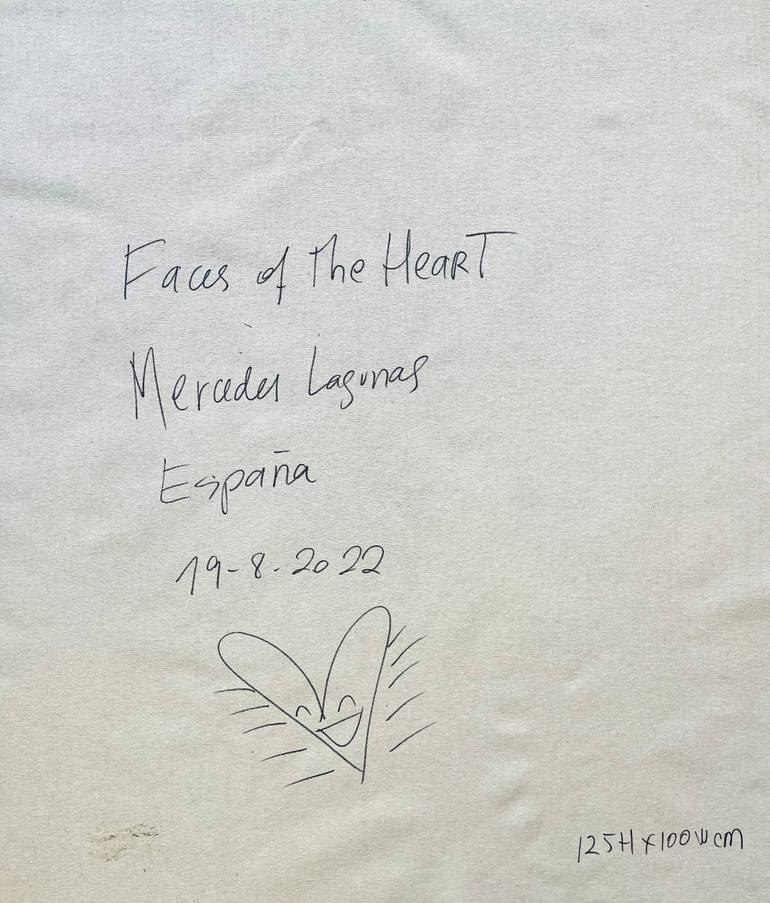 Faces of the HeaRT
Mercedes Lagunas
España
19-8-2022
125H x 100W cm